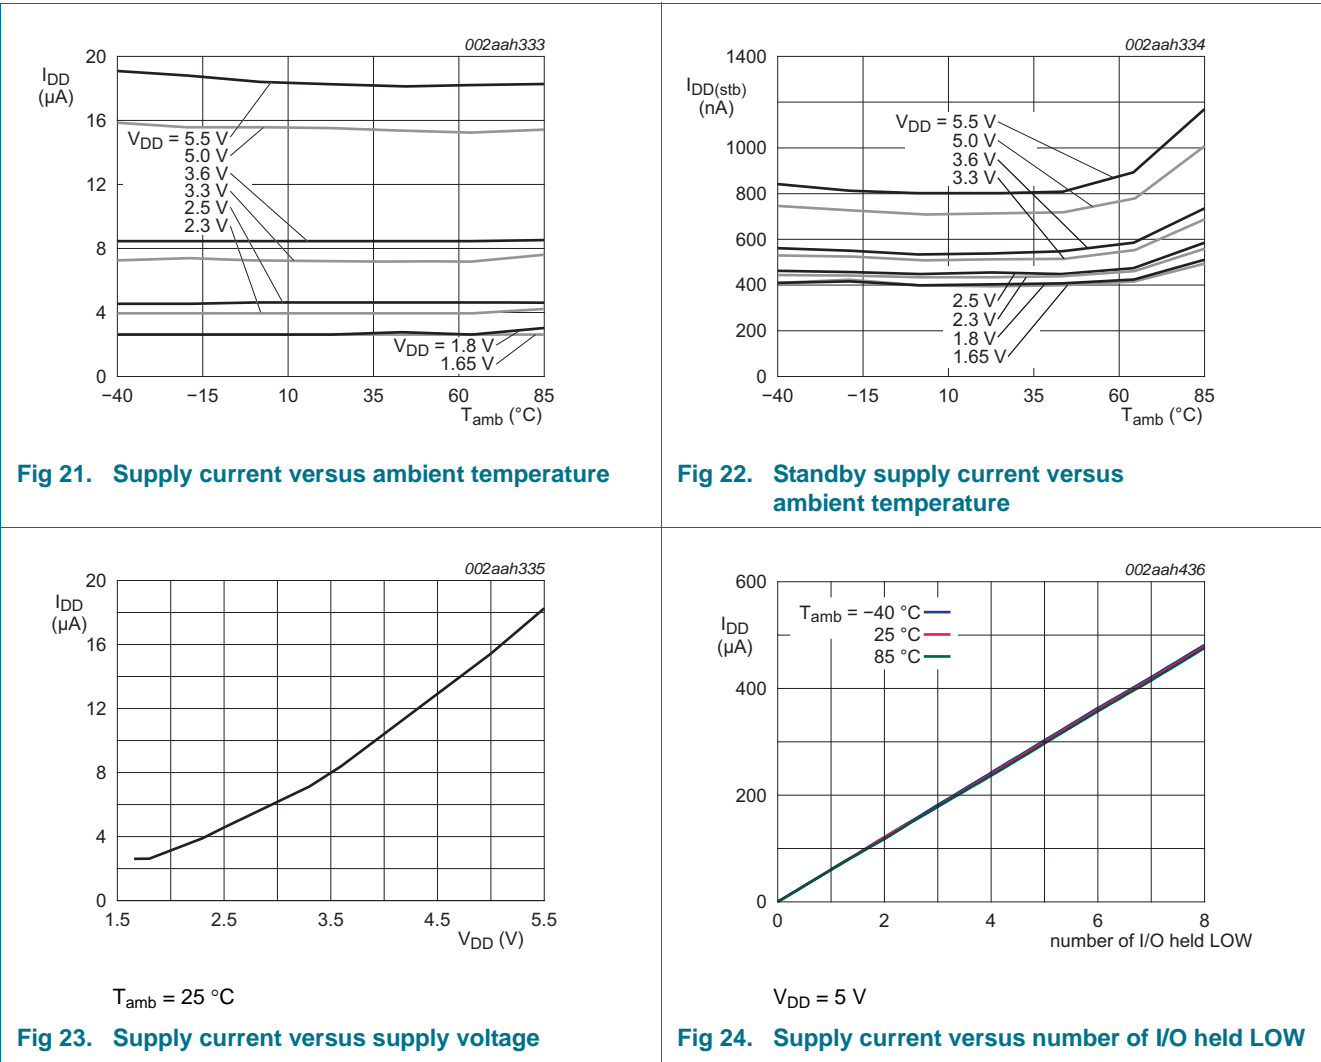 002aah333
20
16
12
8
4
0
IDD
(μA)
VDD = 5.5 V
5.0 V
3.6 V
3.3 V
2.5 V
2.3 V
VDD = 1.8 V
1.65 V
−40 −15 10 35 60 85
Tamb (°C)
Fig 21. Supply current versus ambient temperature
002aah334
1400
1000
800
600
400
200
0
IDD(stb)
(nA)
VDD = 5.5 V
5.0 V
3.6 V
3.3 V
2.5 V
2.3 V
1.8 V
1.65 V
−40 −15 10 35 60 85
Tamb (°C)
Fig 22. Standby supply current versus
ambient temperature
002aah335
20
16
12
8
4
0
IDD
(μA)
1.5 2.5 3.5 4.5 5.5
VDD (V)
Tamb = 25 °C
Fig 23. Supply current versus supply voltage
002aah436
600
400
200
0
IDD
(μA)
Tamb = −40 °C
25 °C
85 °C
0 2 4 6 8
number of I/O held LOW
VDD = 5 V
Fig 24. Supply current versus number of I/O held LOW